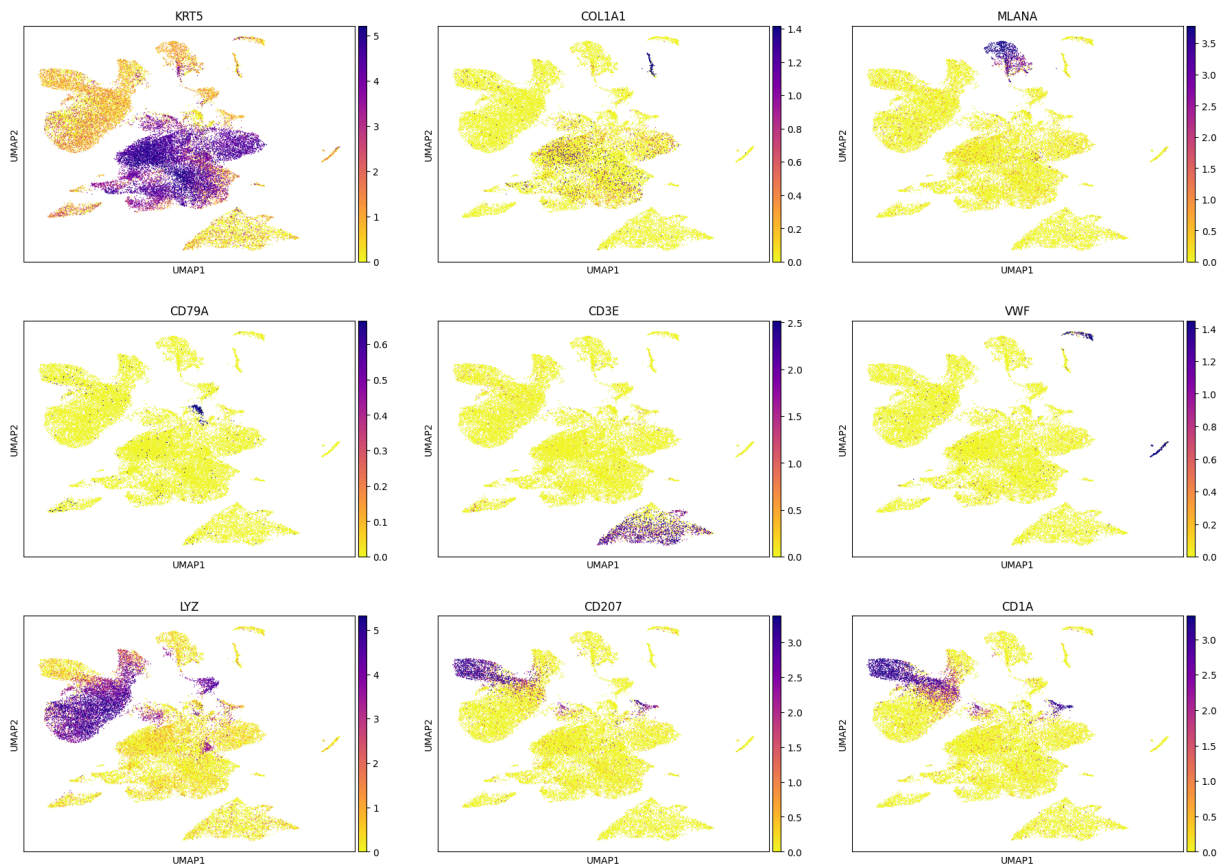 KRT5
COL1A1
MLANA
5
4
3
2
1
0
1.4
1.2
1.0
0.8
0.6
0.4
0.2
0.0
3.5
3.0
2.5
2.0
1.5
1.0
0.5
0.0
UMAP2
UMAP2
UMAP2
UMAP1
UMAP1
UMAP1
CD79A
CD3E
VWF
0.6
0.5
0.4
0.3
0.2
0.1
0.0
2.5
2.0
1.5
1.0
0.5
0.0
1.4
1.2
1.0
0.8
0.6
0.4
0.2
0.0
UMAP2
UMAP2
UMAP2
UMAP1
UMAP1
UMAP1
LYZ
CD207
CD1A
5
4
3
2
1
0
3.0
2.5
2.0
1.5
1.0
0.5
0.0
3.0
2.5
2.0
1.5
1.0
0.5
0.0
UMAP2
UMAP2
UMAP2
UMAP1
UMAP1
UMAP1